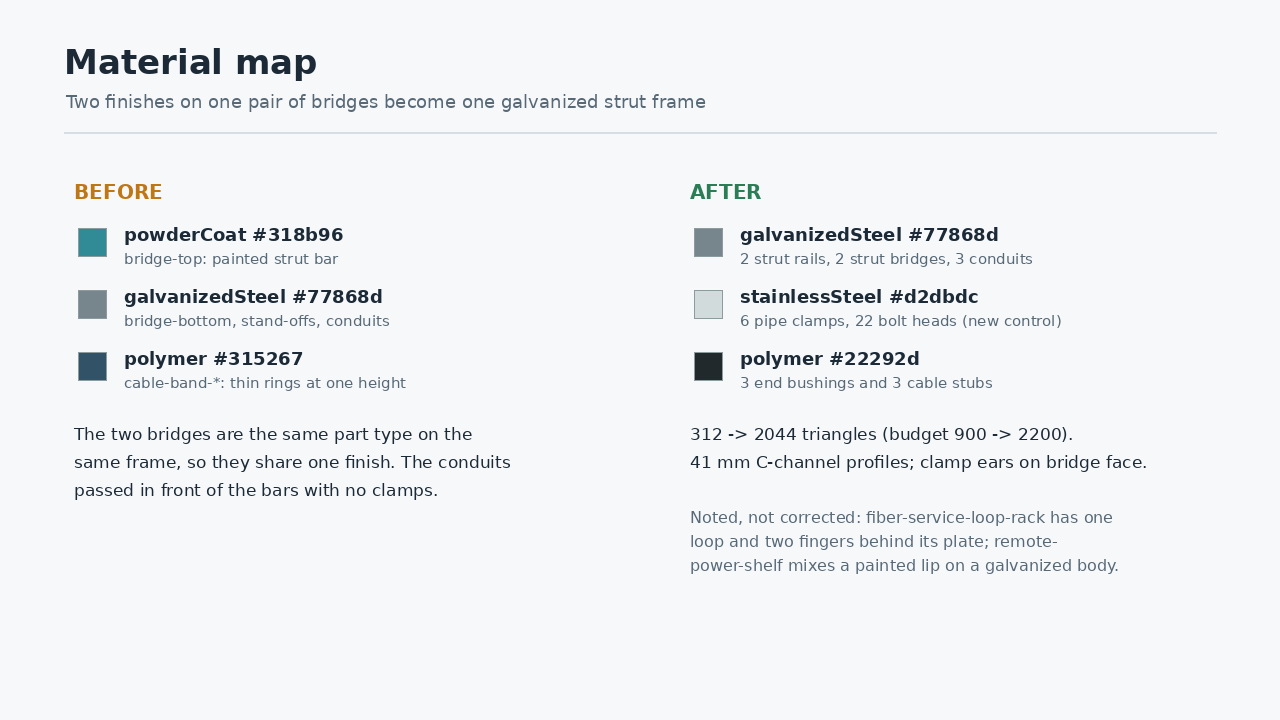 Material map
Two finishes on one pair of bridges become one galvanized strut frame
BEFORE
powderCoat #318b96
bridge-top: painted strut bar
galvanizedSteel #77868d
bridge-bottom, stand-offs, conduits
polymer #315267
cable-band-*: thin rings at one height
The two bridges are the same part type on the
same frame, so they share one finish. The conduits
passed in front of the bars with no clamps.
AFTER
galvanizedSteel #77868d
2 strut rails, 2 strut bridges, 3 conduits
stainlessSteel #d2dbdc
6 pipe clamps, 22 bolt heads (new control)
polymer #22292d
3 end bushings and 3 cable stubs
312 -> 2044 triangles (budget 900 -> 2200).
41 mm C-channel profiles; clamp ears on bridge face.
Noted, not corrected: fiber-service-loop-rack has one
loop and two fingers behind its plate; remote-
power-shelf mixes a painted lip on a galvanized body.